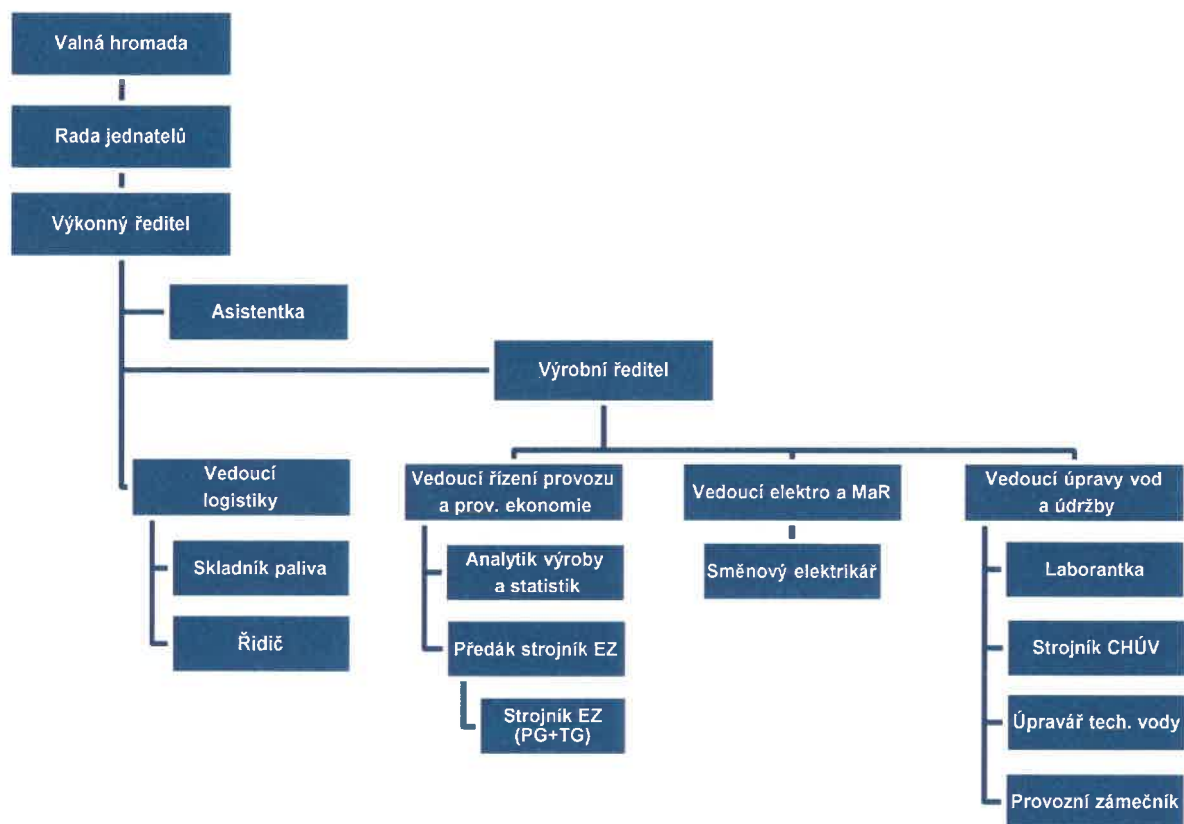 Valná hromada
Rada jednatelů
Výkonný ředitel
Asistentka
Výrobní ředitel
Vedoucí
logistiky
Skladník paliva
Řidič
Vedoucí řízení provozu
a prov. ekonomie
Analytik výroby
a statistik
Předák strojník EZ
Strojník EZ
(PG+TG)
Vedoucí elektro a MaR
Směnový elektrikář
Vedoucí úpravy vod
a údržby
Laborantka
Strojník CHÚV
Úpravář tech. vody
Provozní zámečník